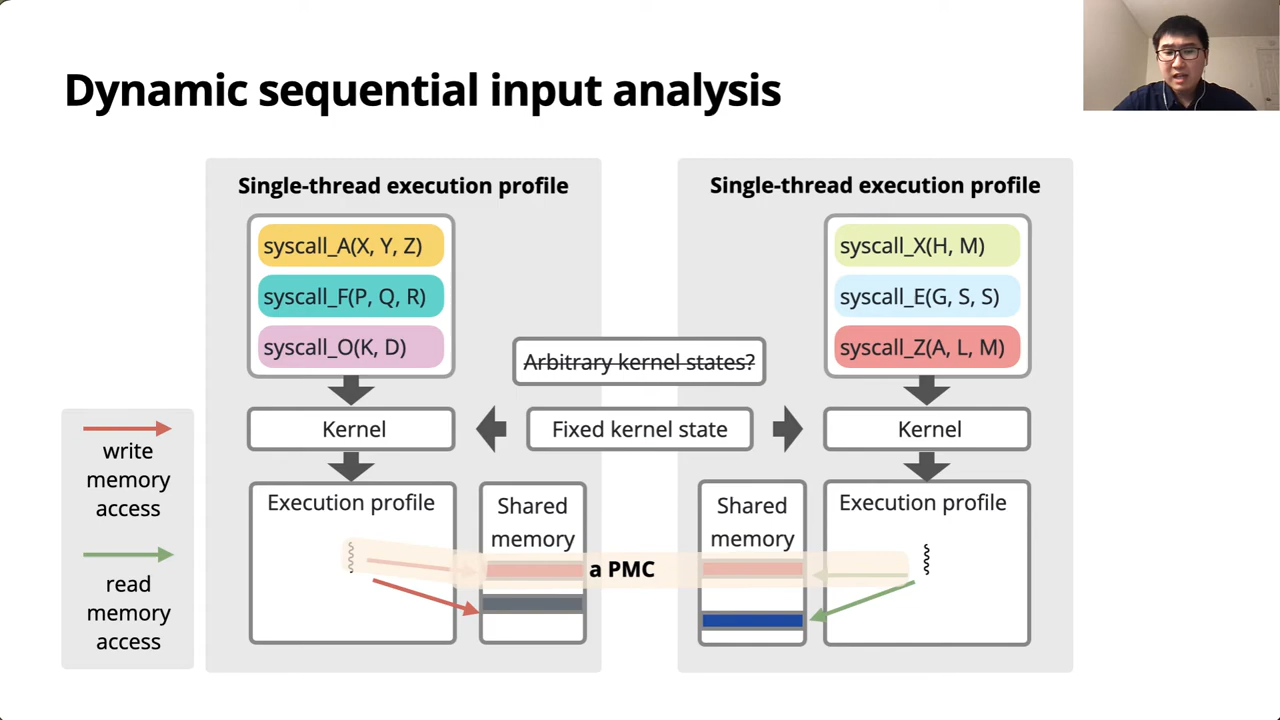 Dynamic sequential input analysis
Single-thread execution profile
syscall_A(X, Y, Z)
syscall_F(P, Q, R)
syscall_O(K, D)
Kernel
Execution profile
Shared
memory
Arbitrary kernel states?
Fixed kernel state
a PMC
Single-thread execution profile
syscall_X(H, M)
syscall_E(G, S, S)
syscall_Z(A, L, M)
Kernel
Shared
memory
Execution profile
write
memory
access
read
memory
access